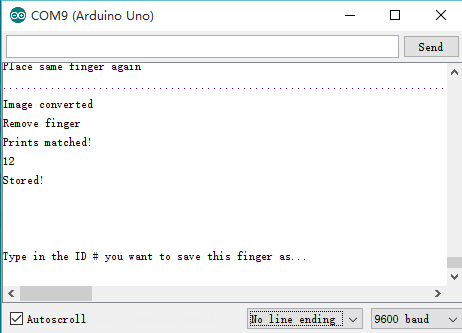 COM9 (Arduino Uno)
Send
Place same finger again
................................................................................
Image converted
Remove finger
Prints matched!
12
Stored!
Type in the ID # you want to save this finger as...
Autoscroll
No line ending
9600 baud